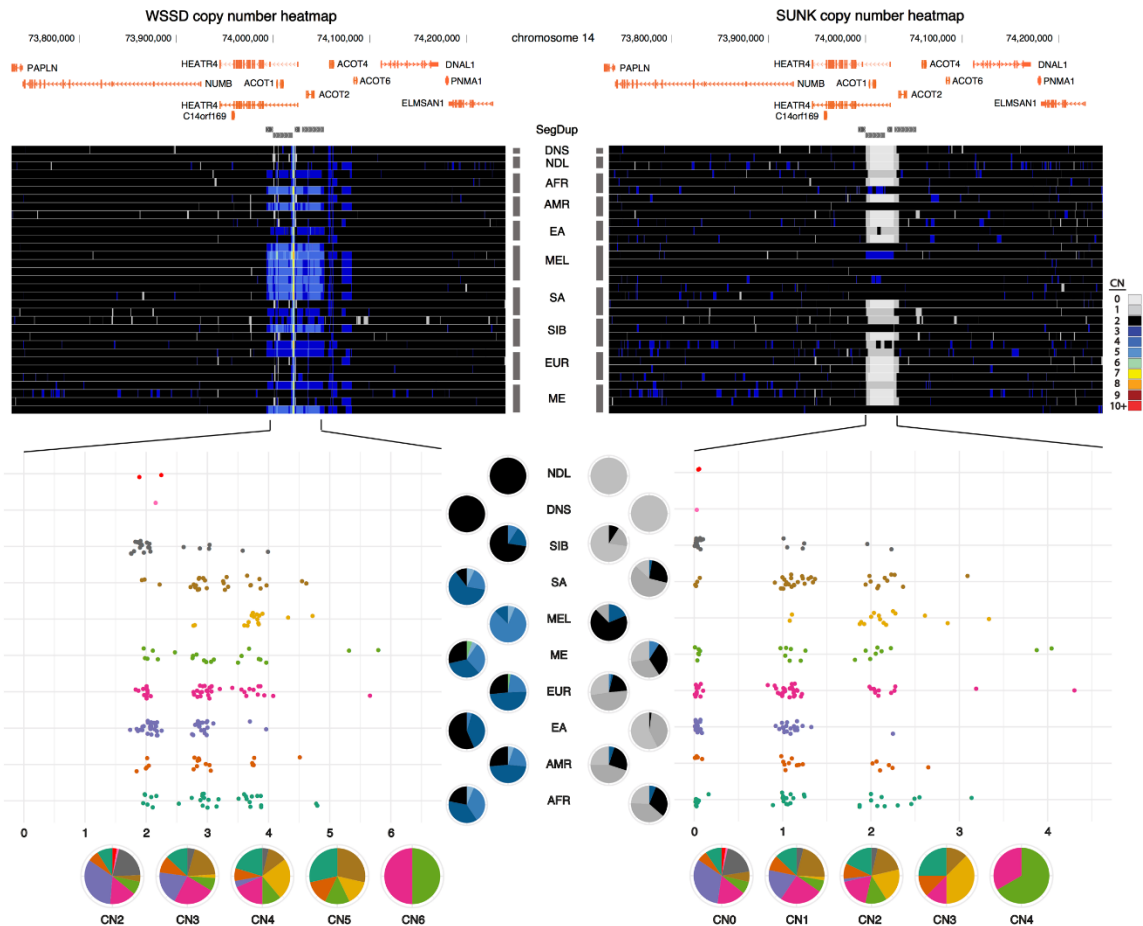 WSSD copy number heatmap
SUNK copy number heatmap
73,800,000 73,900,000 74,000,000 74,100,000 74,200,000
chromosome 14
73,800,000 73,900,000 74,000,000 74,100,000 74,200,000
HEATR4 ACOT4 DNAL1
PAPLN
NUMB ACOT1 ACOT6 PNMA1
ACOT2
HEATR4 ELMSAN1
C14orf169
HEATR4 ACOT4 DNAL1
PAPLN
NUMB ACOT1 ACOT6 PNMA1
ACOT2
HEATR4 ELMSAN1
C14orf169
SegDup
DNS
NDL
AFR
AMR
EA
MEL
SA
SIB
EUR
ME
CN
0
1
2
3
4
5
6
7
8
9
10+
NDL
DNS
SIB
SA
MEL
ME
EUR
EA
AMR
AFR
0 1 2 3 4 5 6
0 1 2 3 4
CN2 CN3 CN4 CN5 CN6
CN0 CN1 CN2 CN3 CN4